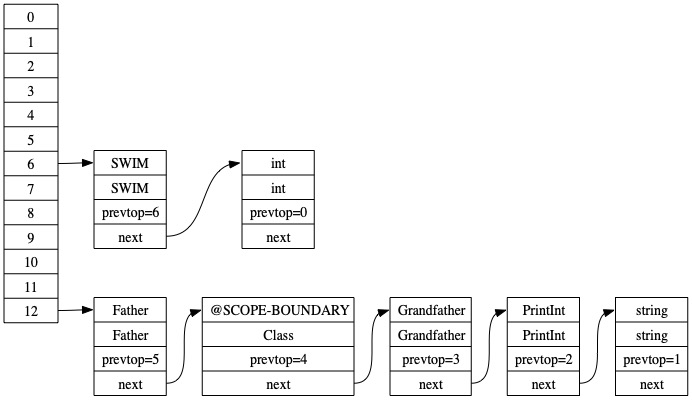 0
1
2
3
4
5
6
7
8
9
10
11
12
SWIM
SWIM
prevtop=6
next
int
int
prevtop=0
next
Father
Father
prevtop=5
next
@SCOPE-BOUNDARY
Class
prevtop=4
next
Grandfather
Grandfather
prevtop=3
next
PrintInt
PrintInt
prevtop=2
next
string
string
prevtop=1
next